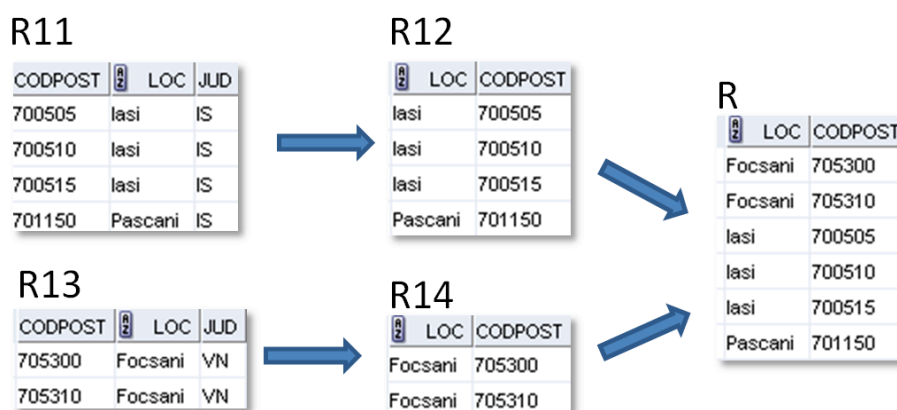 R11
CODPOST LOC JUD
700505 Iasi IS
700510 Iasi IS
700515 Iasi IS
701150 Pascani IS
R12
LOC CODPOST
Iasi 700505
Iasi 700510
Iasi 700515
Pascani 701150
R13
CODPOST LOC JUD
705300 Focsani VN
705310 Focsani VN
R14
LOC CODPOST
Focsani 705300
Focsani 705310
R
LOC CODPOST
Focsani 705300
Focsani 705310
Iasi 700505
Iasi 700510
Iasi 700515
Pascani 701150